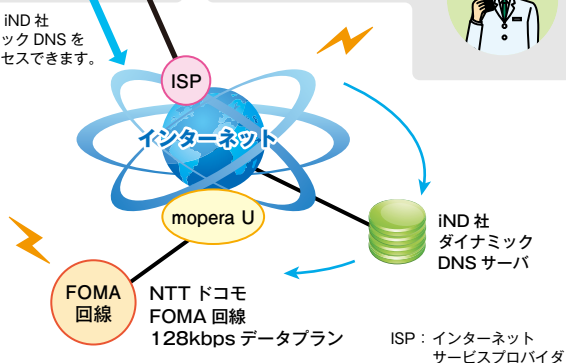 iND 社
ック DNS を
セスできます。
ISP
インターネット
mopera U
iND 社
ダイナミック
DNS サーバ
FOMA
回線
NTT ドコモ
FOMA 回線
128kbps データプラン
ISP : インターネット
サービスプロバイダ